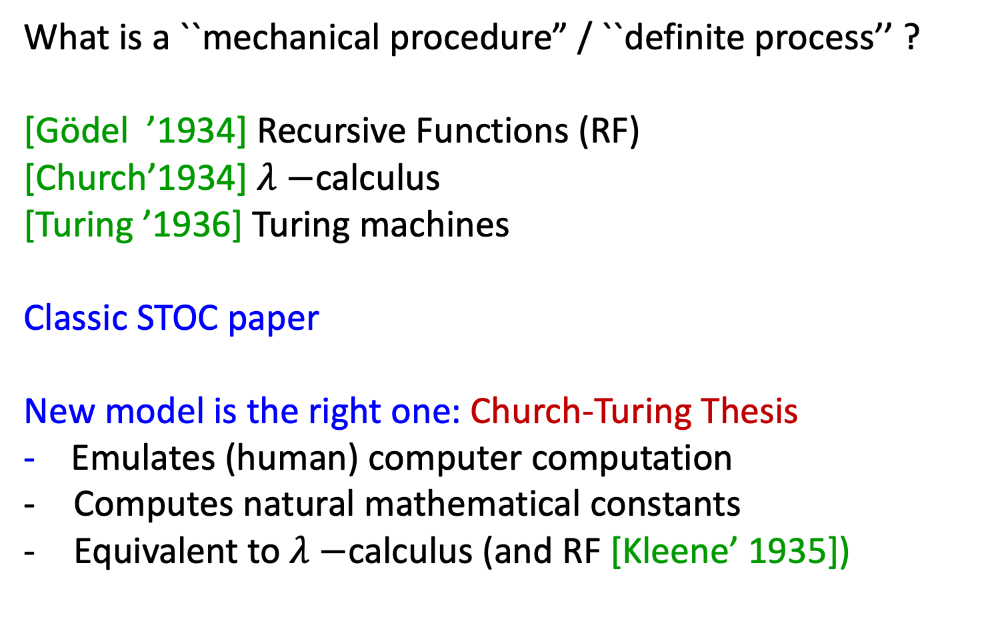 What is a ``mechanical procedure” / ``definite process’’ ?
[Gödel ’1934] Recursive Functions (RF)
[Church’1934] λ −calculus
[Turing ’1936] Turing machines
Classic STOC paper
New model is the right one: Church-Turing Thesis
- Emulates (human) computer computation
- Computes natural mathematical constants
- Equivalent to λ −calculus (and RF [Kleene’ 1935])